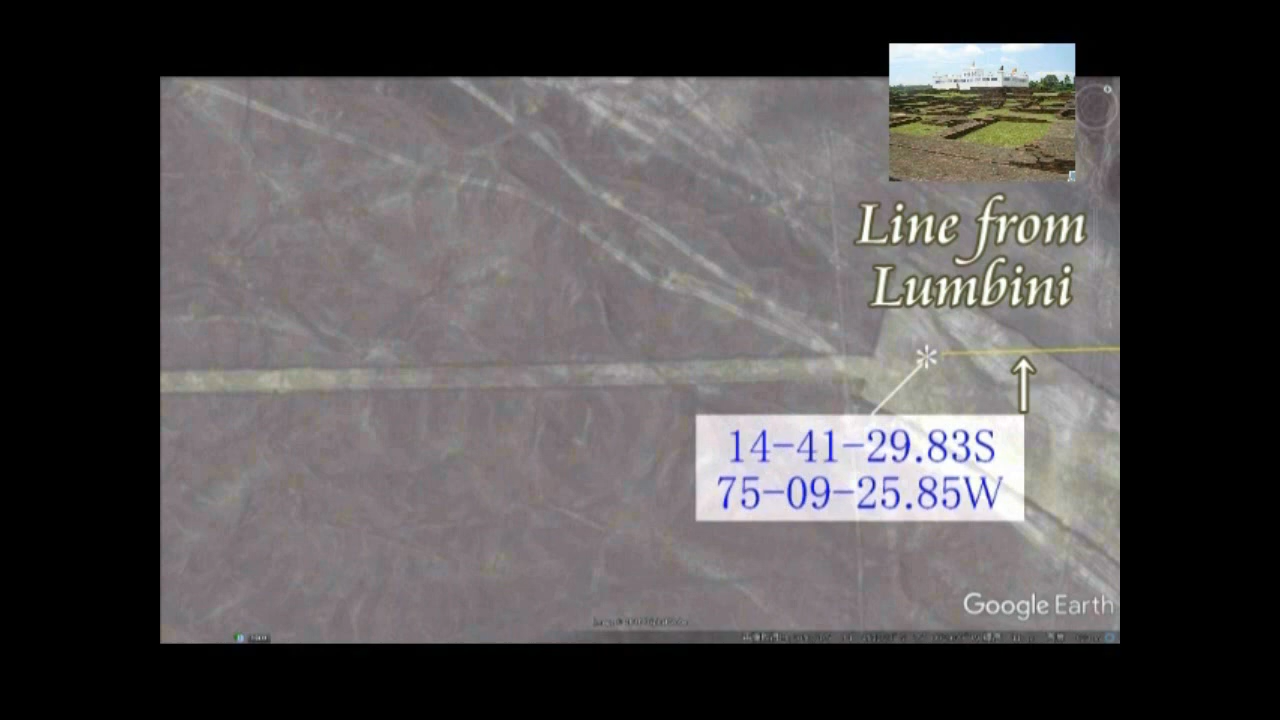 Line from
Lumbini
14-41-29.83S
75-09-25.85W
Google Earth